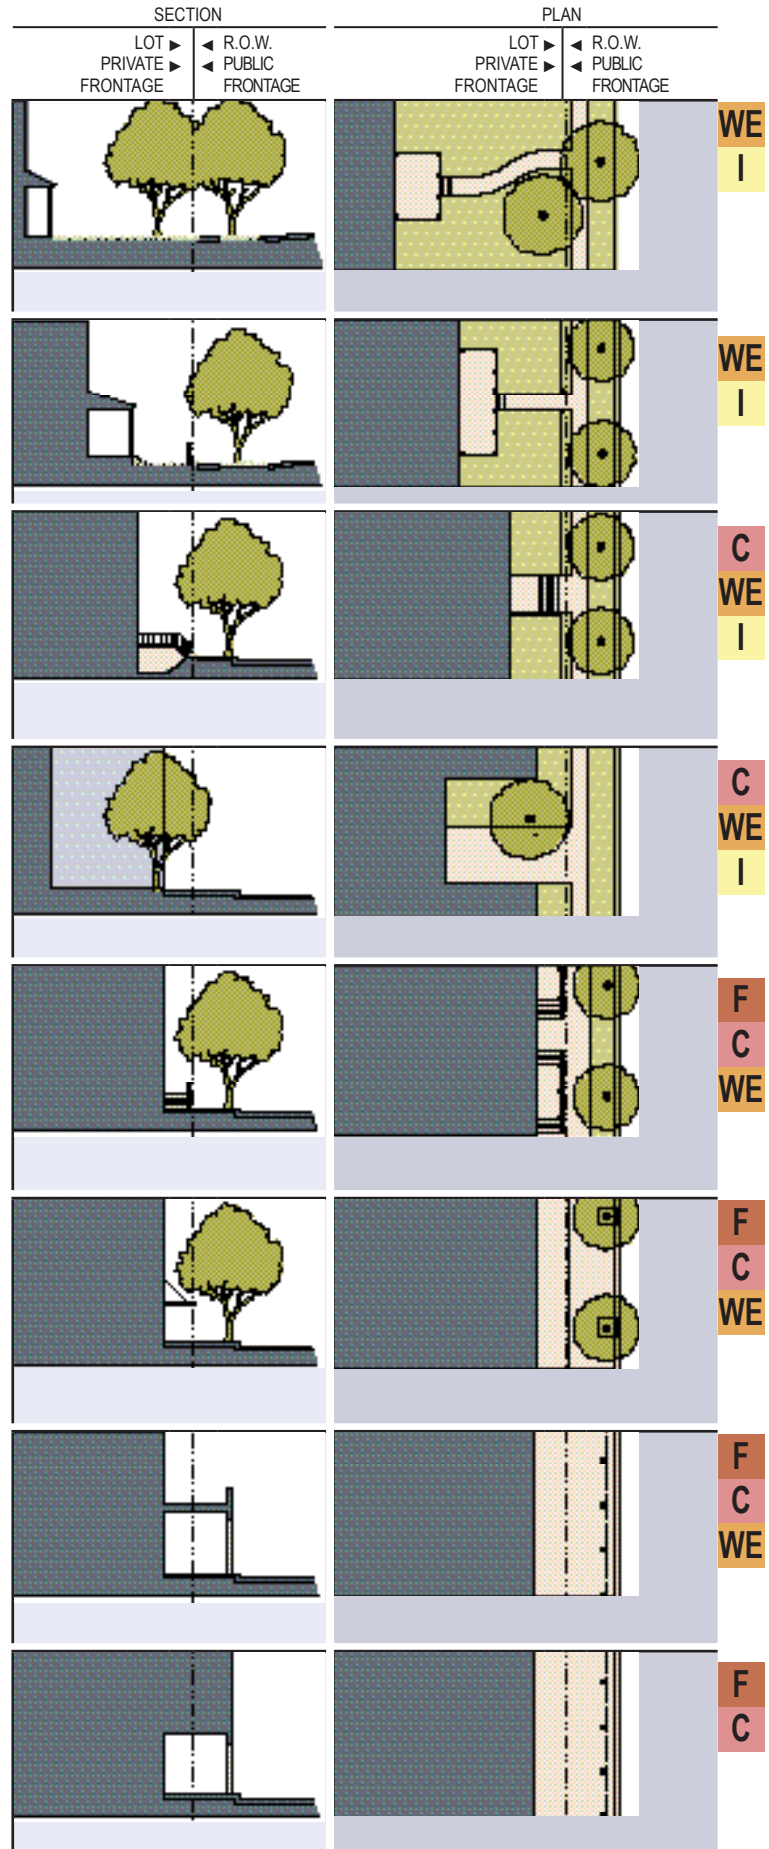 SECTION
PLAN
LOT ► ◄ R.O.W.
PRIVATE ► ◄ PUBLIC
FRONTAGE FRONTAGE
LOT ► ◄ R.O.W.
PRIVATE ► ◄ PUBLIC
FRONTAGE FRONTAGE
WE
I
WE
I
C
WE
I
C
WE
I
F
C
WE
F
C
WE
F
C
WE
F
C